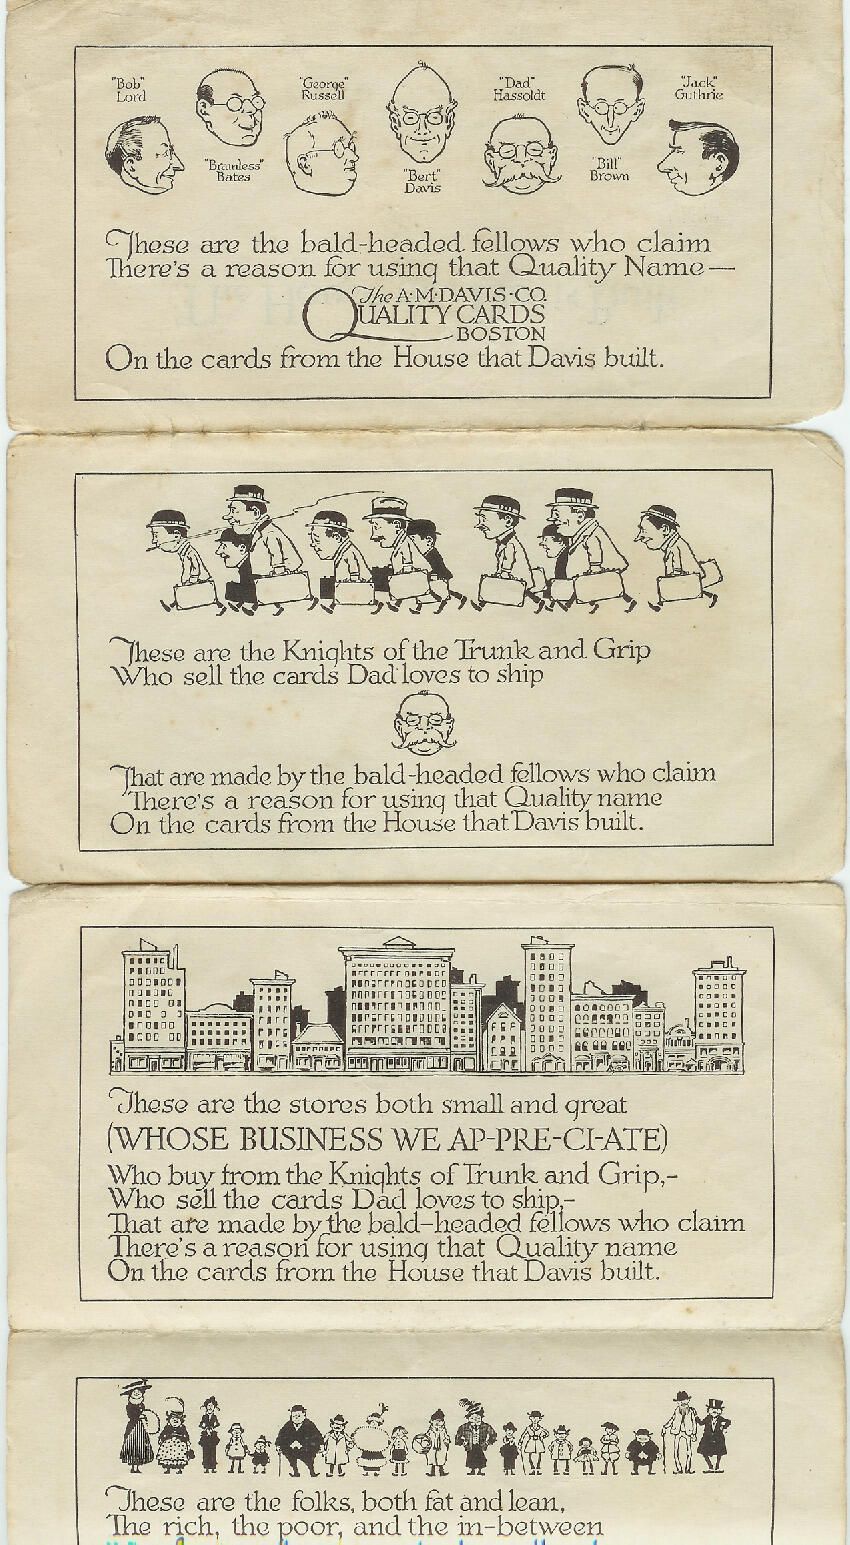 "Bob"
Lord
"Brainless"
Bates
"George"
Russell
"Bert"
Davis
"Dad"
Hassoldt
"Bill"
Brown
"Jack"
Guthrie
These are the bald-headed fellows who claim
There's a reason for using that Quality Name—
The A·M·DAVIS·CO.
QUALITY CARDS
BOSTON
On the cards from the House that Davis built.
These are the Knights of the Trunk and Grip
Who sell the cards Dad loves to ship
That are made by the bald-headed fellows who claim
There's a reason for using that Quality name
On the cards from the House that Davis built.
These are the stores both small and great
(WHOSE BUSINESS WE AP-PRE-CI-ATE)
Who buy from the Knights of Trunk and Grip,-
Who sell the cards Dad loves to ship,-
That are made by the bald-headed fellows who claim
There's a reason for using that Quality name
On the cards from the House that Davis built.
These are the folks, both fat and lean,
The rich, the poor, and the in-between